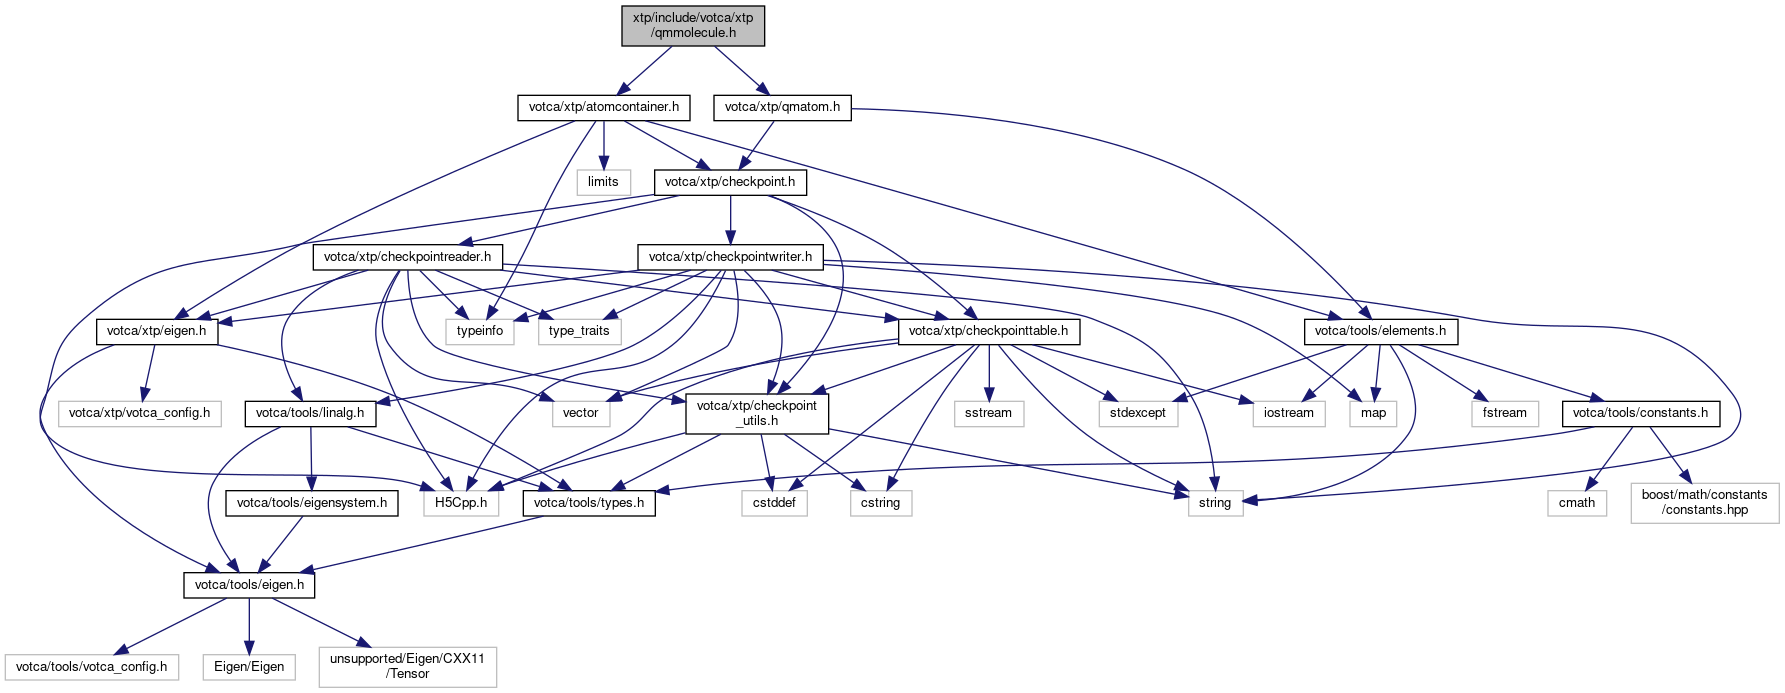 xtp/include/votca/xtp
/qmmolecule.h
votca/xtp/atomcontainer.h
votca/xtp/qmatom.h
limits
votca/xtp/checkpoint.h
votca/xtp/checkpointreader.h
votca/xtp/checkpointwriter.h
votca/xtp/eigen.h
typeinfo
type_traits
votca/xtp/checkpointtable.h
votca/tools/elements.h
votca/xtp/votca_config.h
votca/tools/linalg.h
vector
votca/xtp/checkpoint
_utils.h
sstream
stdexcept
iostream
map
fstream
votca/tools/constants.h
votca/tools/eigensystem.h
H5Cpp.h
votca/tools/types.h
cstddef
cstring
string
cmath
boost/math/constants
/constants.hpp
votca/tools/eigen.h
votca/tools/votca_config.h
Eigen/Eigen
unsupported/Eigen/CXX11
/Tensor